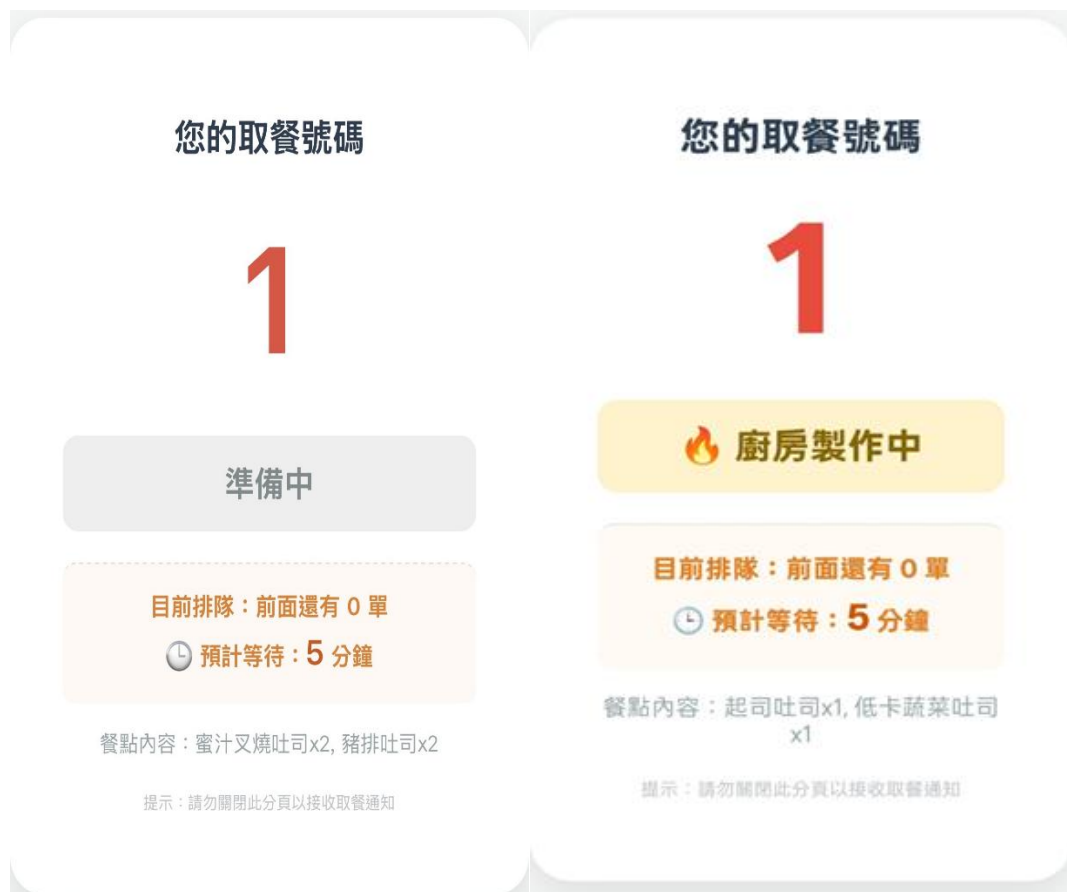 您的取餐號碼
1
準備中
目前排隊：前面還有 0 單
預計等待：5 分鐘
餐點內容：蜜汁叉燒吐司x2, 豬排吐司x2
提示：請勿關閉此分頁以接收取餐通知
您的取餐號碼
1
廚房製作中
目前排隊：前面還有 0 單
預計等待：5 分鐘
餐點內容：起司吐司x1, 低卡蔬菜吐司
x1
提示：請勿關閉此分頁以接收取餐通知